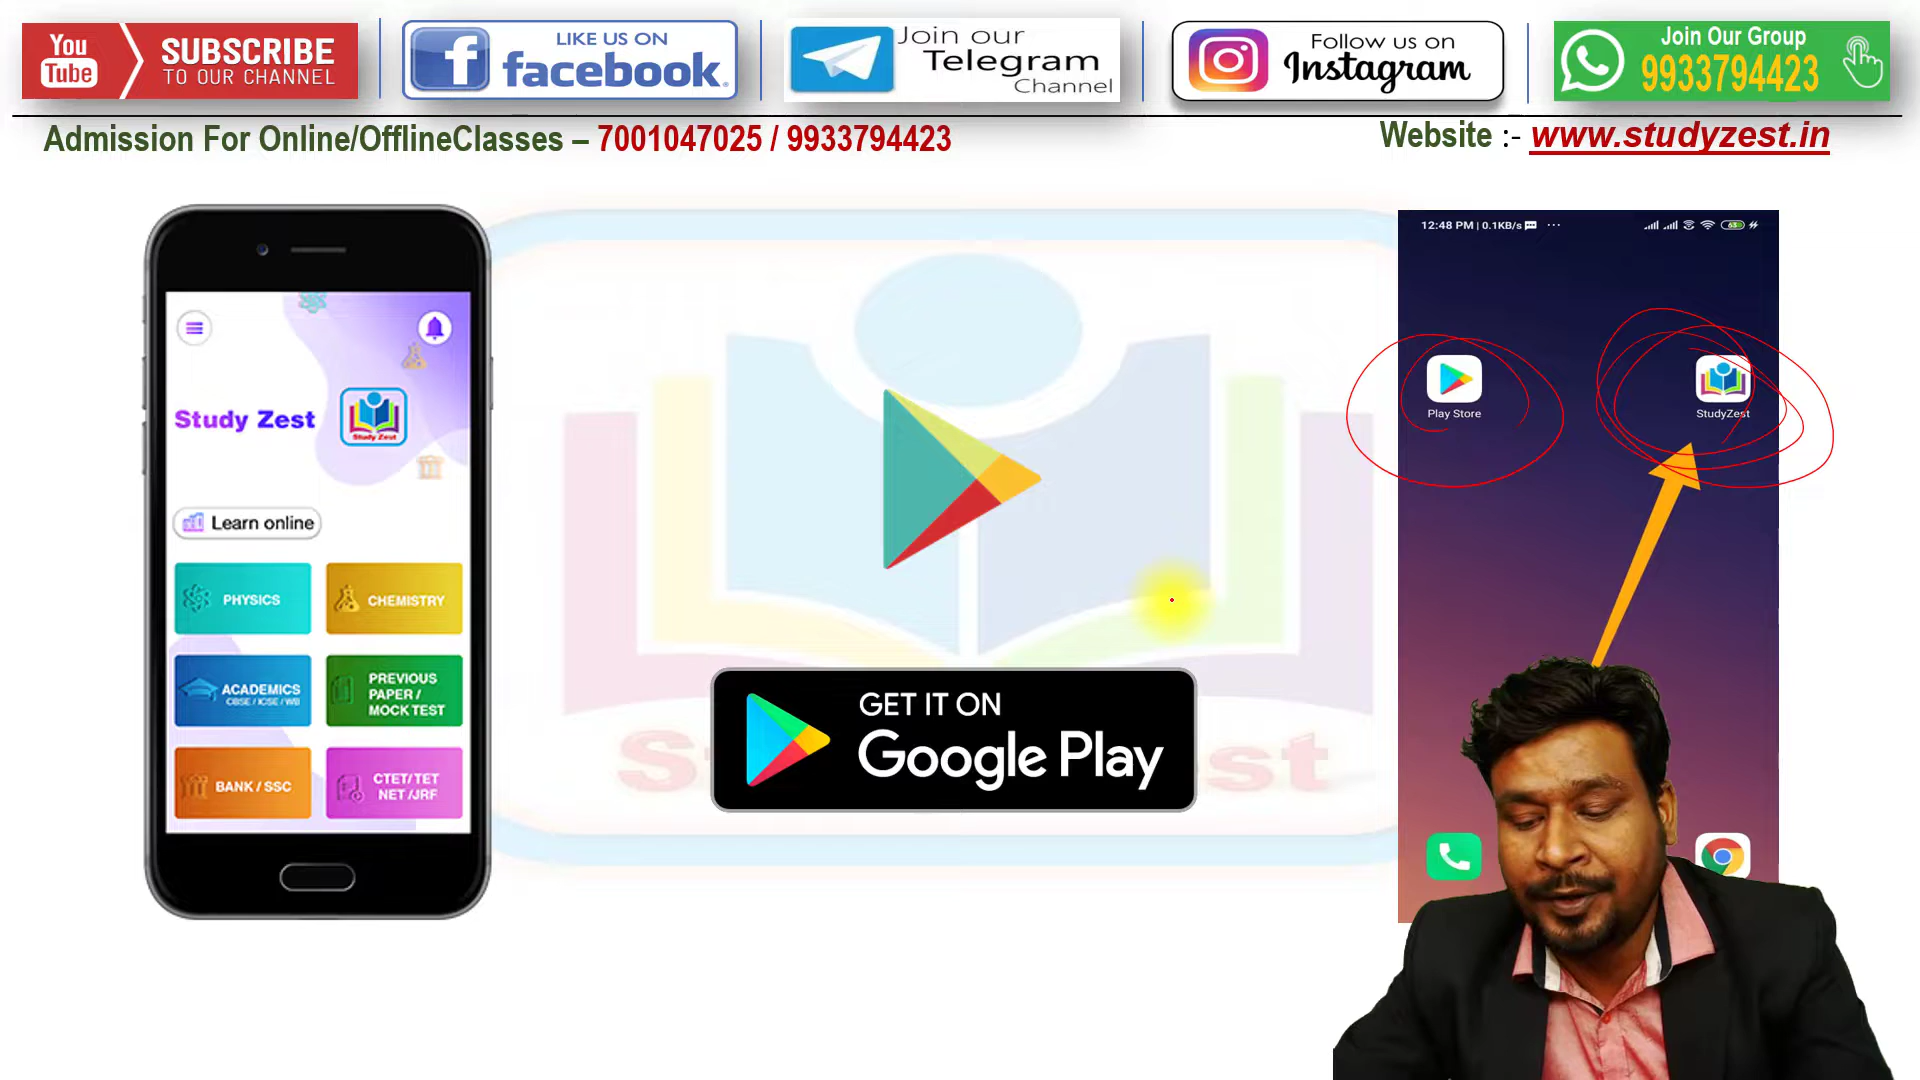 You
Tube
SUBSCRIBE
TO OUR CHANNEL
LIKE US ON
facebook.
Join our
Telegram
Channel
Follow us on
Instagram
Join Our Group
9933794423
Admission For Online/OfflineClasses – 7001047025 / 9933794423
Website :- www.studyzest.in
Study Zest
Study Zest
Learn online
PHYSICS
CHEMISTRY
ACADEMICS
CBSE / ICSE / WB
PREVIOUS
PAPER /
MOCK TEST
BANK / SSC
CTET/TET
NET /JRF
GET IT ON
Google Play
12:48 PM | 0.1KB/s
63
Play Store
StudyZest